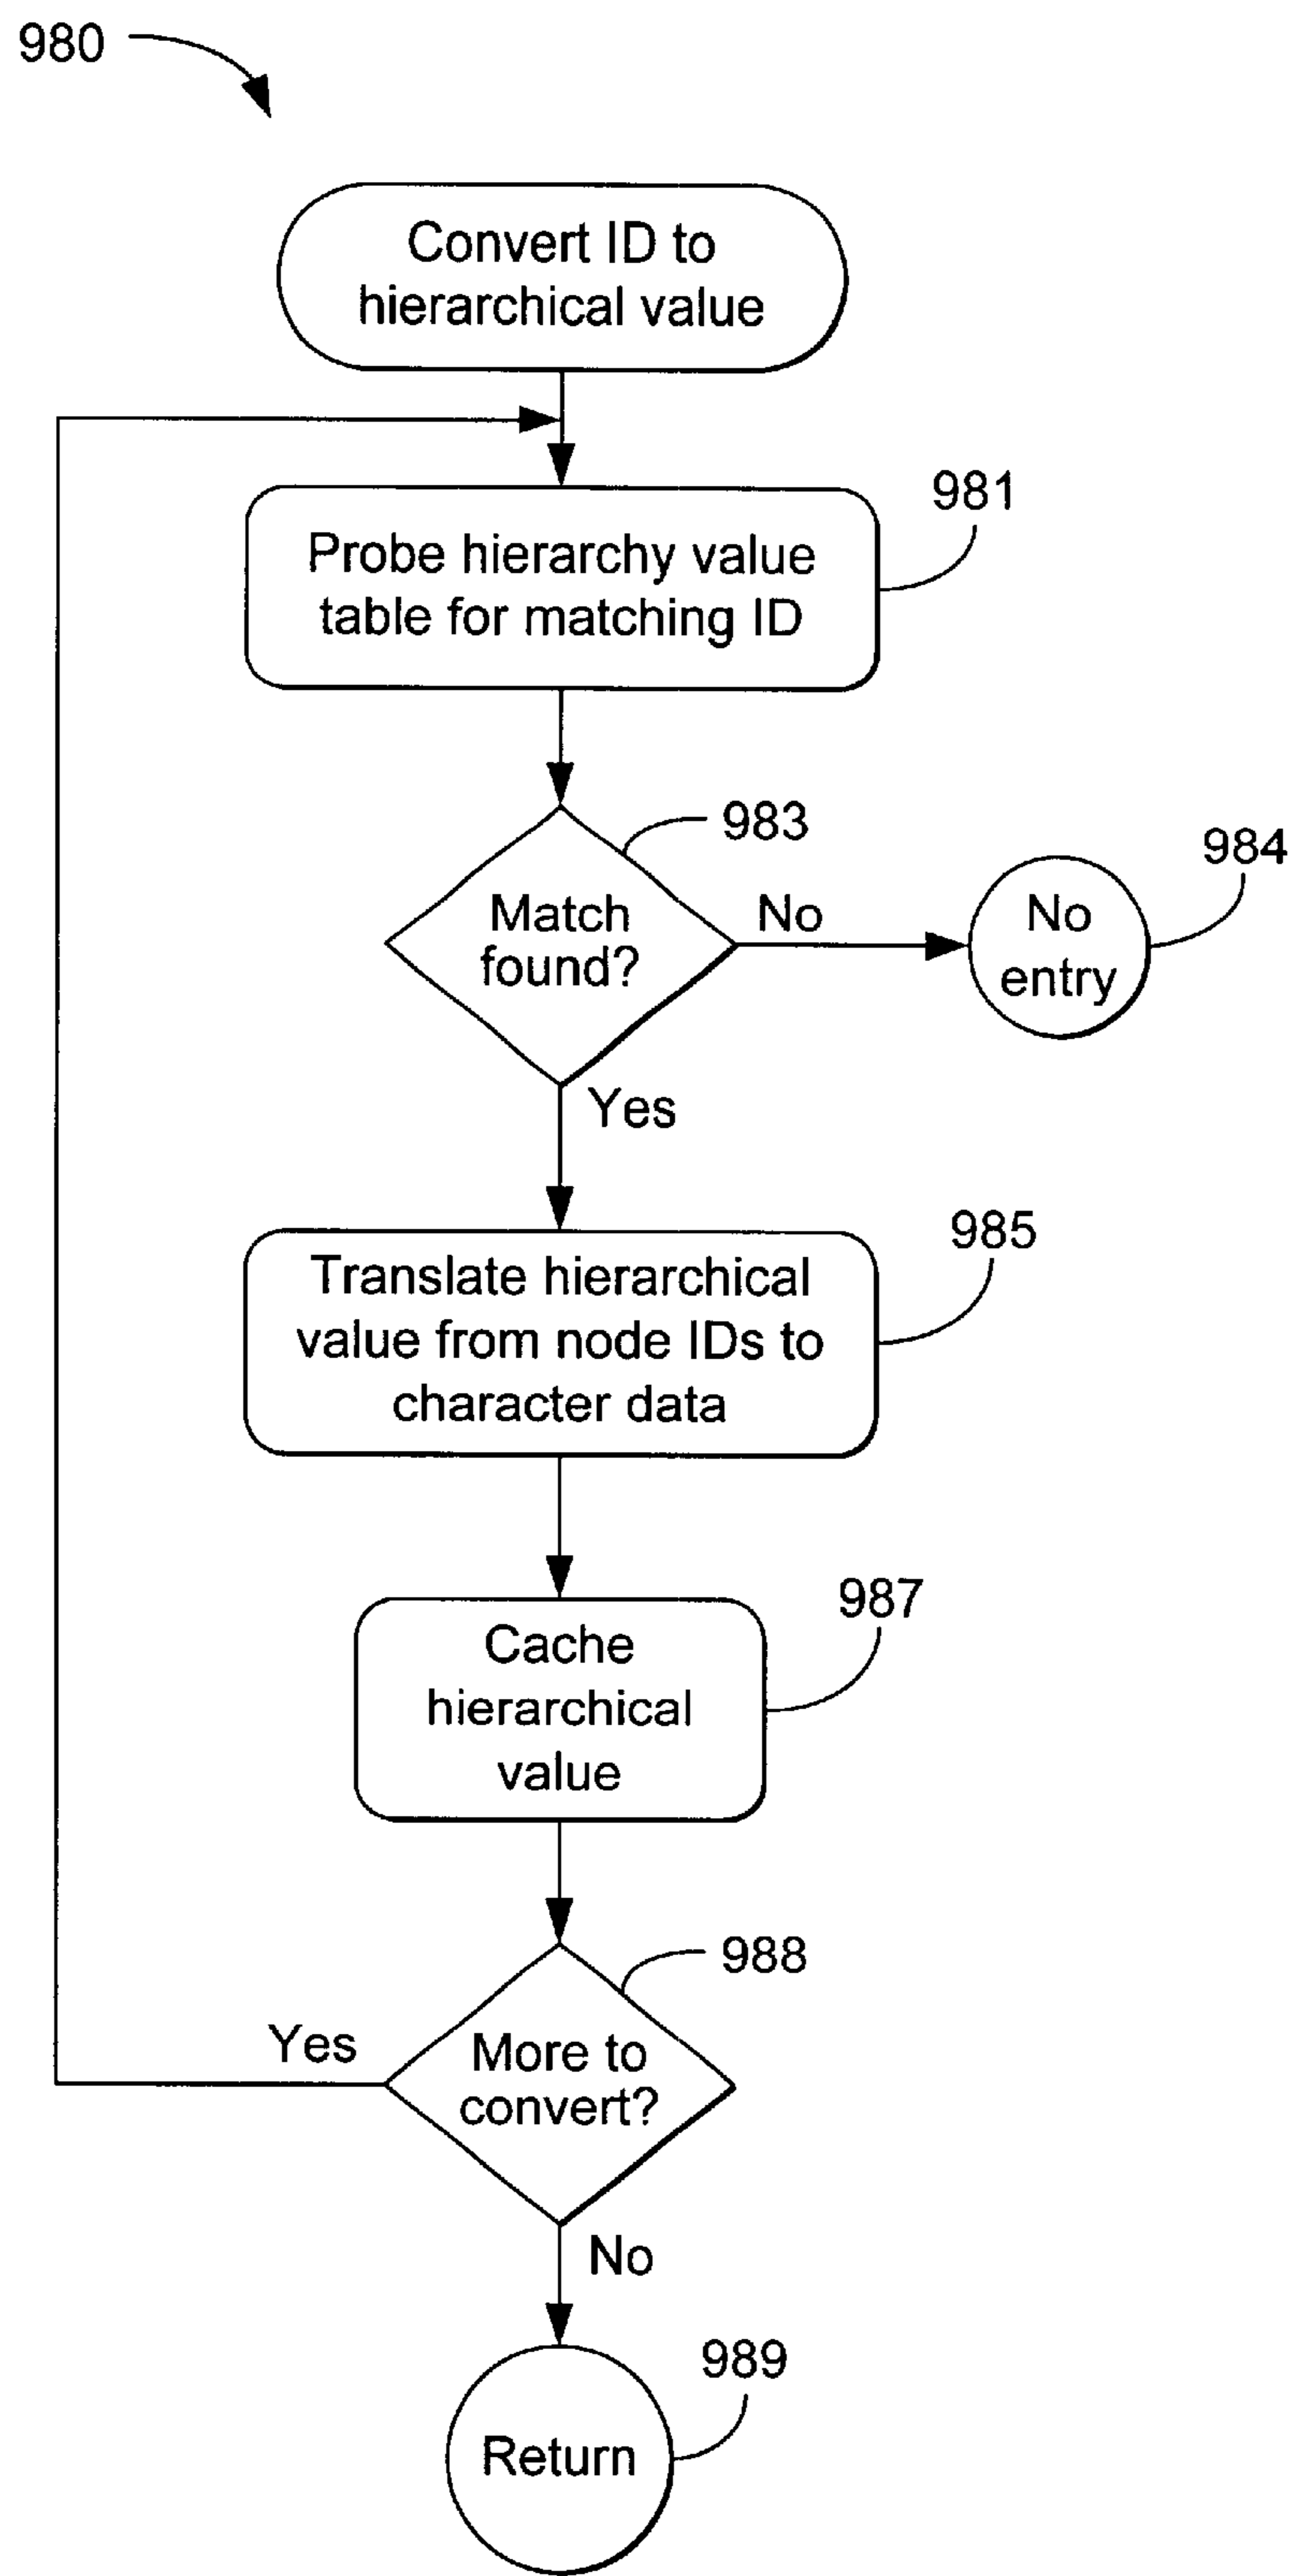 980
Convert ID to
hierarchical value
981
Probe hierarchy value
table for matching ID
983
984
Match
found?
No
No
entry
Yes
985
Translate hierarchical
value from node IDs to
character data
987
Cache
hierarchical
value
988
Yes
More to
convert?
No
989
Return